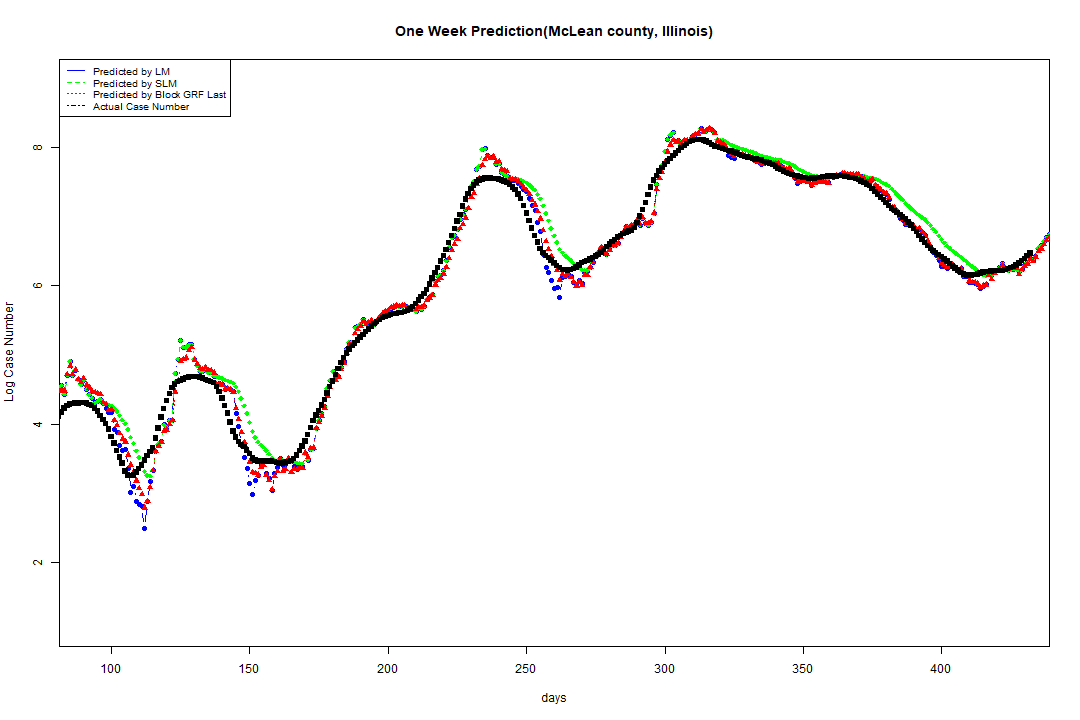 One Week Prediction(McLean county, Illinois)
Predicted by LM
Predicted by SLM
Predicted by Block GRF Last
Actual Case Number
Log Case Number
8
6
4
2
100 150 200 250 300 350 400
days